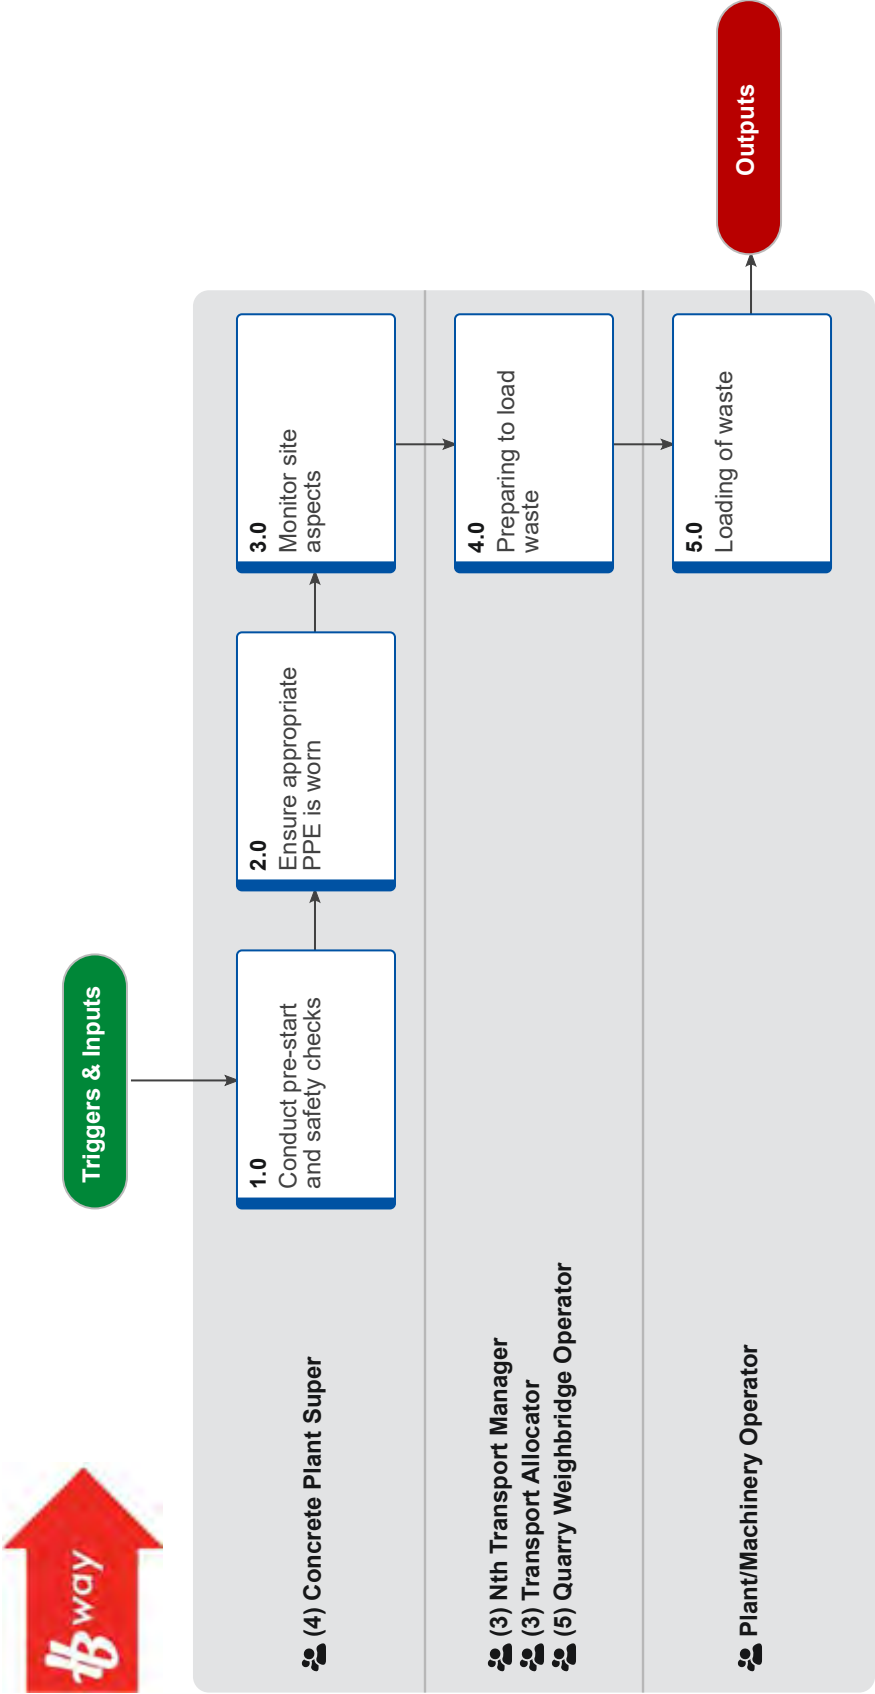 HB way
Triggers & Inputs
(4) Concrete Plant Super
1.0
Conduct pre-start
and safety checks
2.0
Ensure appropriate
PPE is worn
3.0
Monitor site
aspects
(3) Nth Transport Manager
(3) Transport Allocator
(5) Quarry Weighbridge Operator
4.0
Preparing to load
waste
Plant/Machinery Operator
5.0
Loading of waste
Outputs